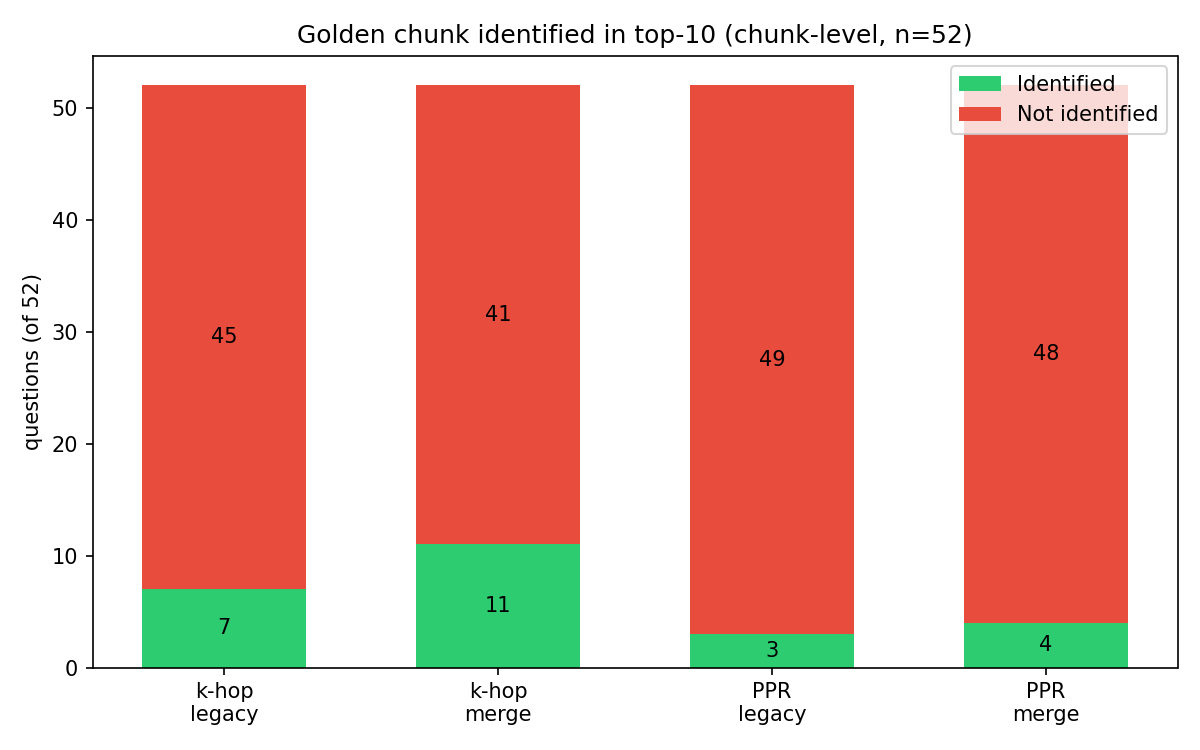 Golden chunk identified in top-10 (chunk-level, n=52)
Identified
Not identified
questions (of 52)
50
40
30
20
10
0
45
41
49
48
7
11
3
4
k-hop
legacy
k-hop
merge
PPR
legacy
PPR
merge